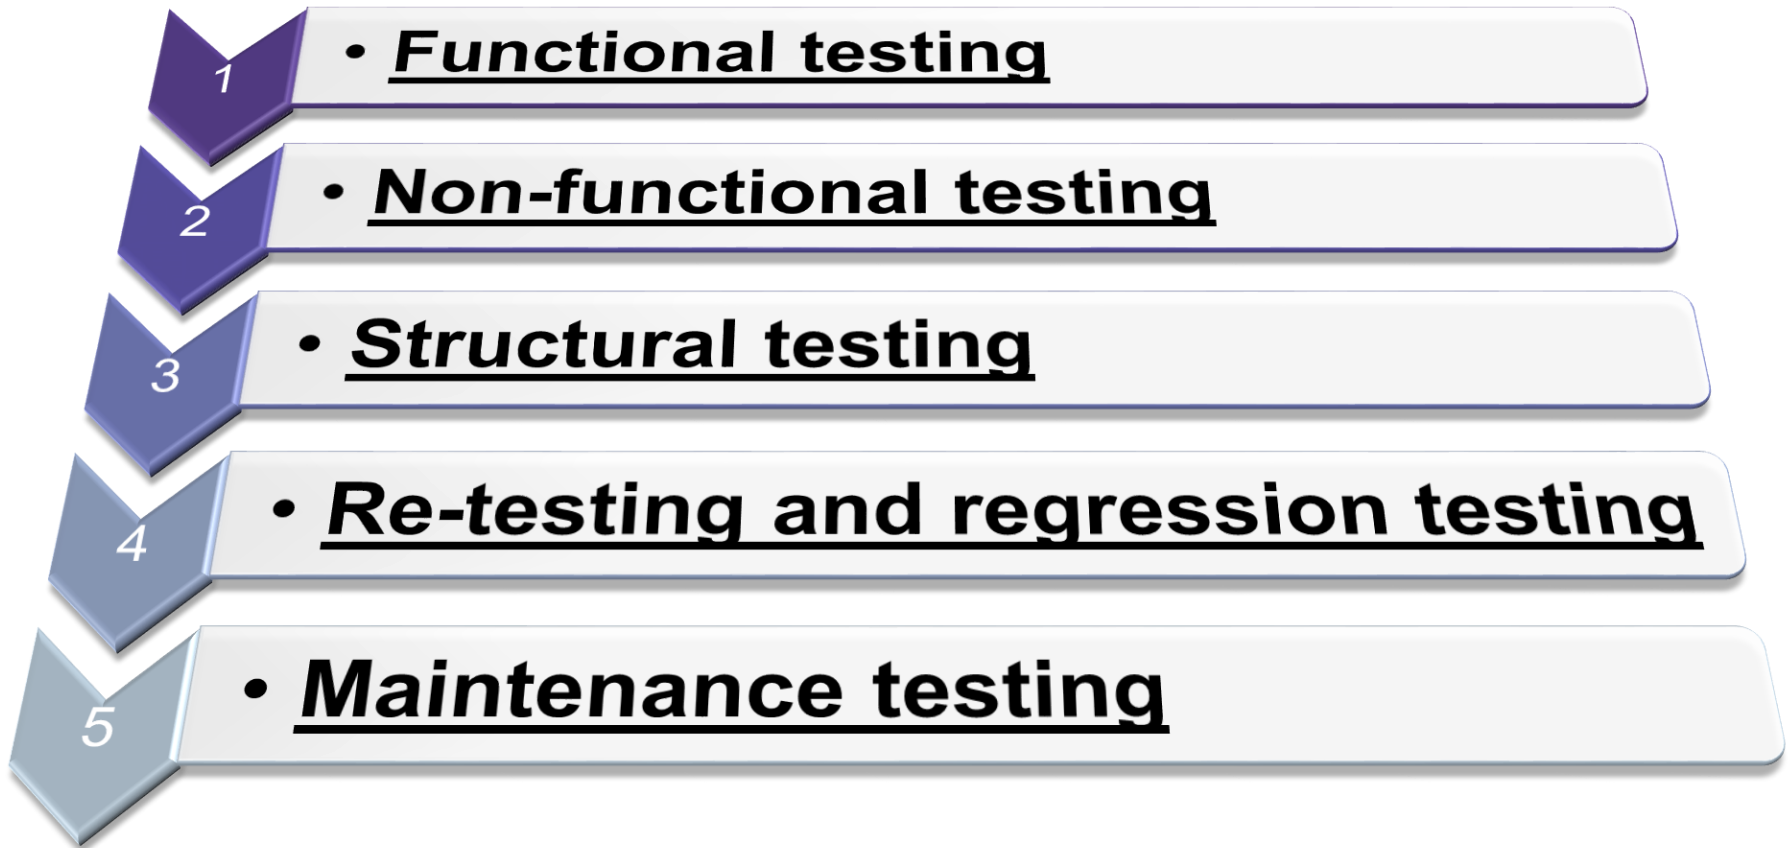 1
• Functional testing
2
• Non-functional testing
3
• Structural testing
4
• Re-testing and regression testing
5
• Maintenance testing